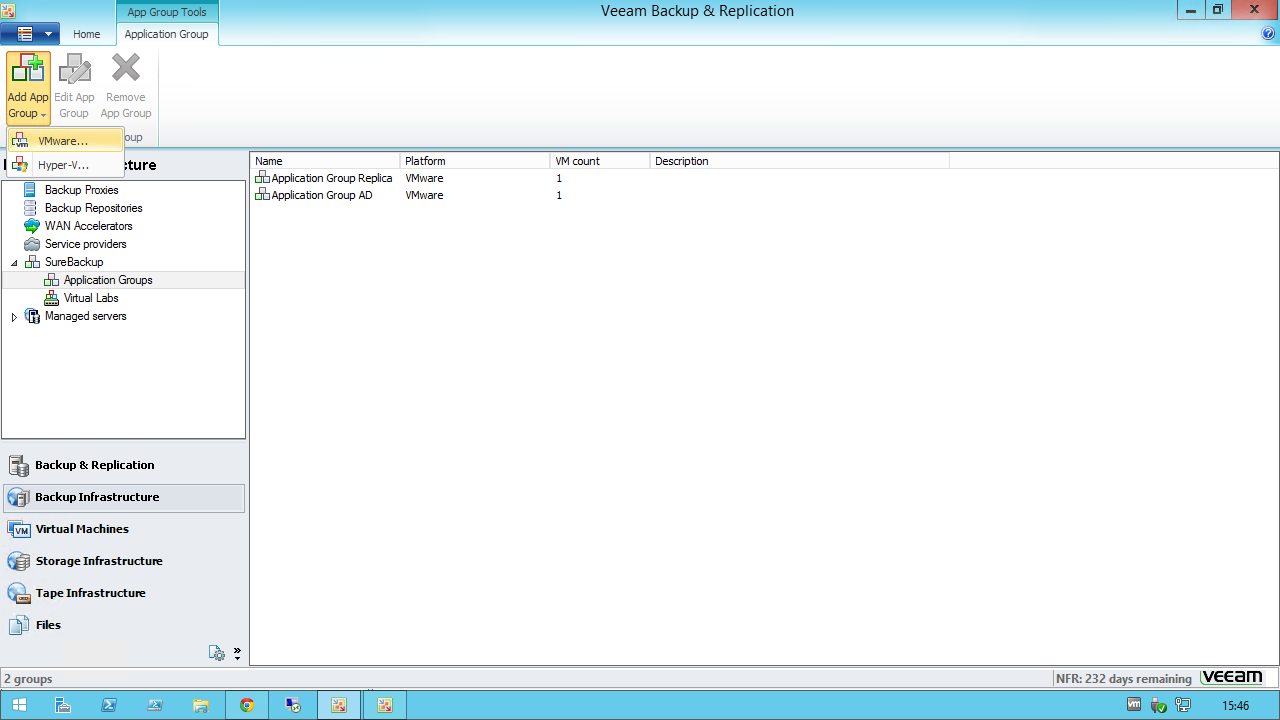 App Group Tools
Veeam Backup & Replication
Home
Application Group
Add App Group
Edit App Group
Remove App Group
VMware...
oup
Hyper-V...
cture
Name Platform VM count Description
Application Group Replica VMware 1
Application Group AD VMware 1
Backup Proxies
Backup Repositories
WAN Accelerators
Service providers
SureBackup
Application Groups
Virtual Labs
Managed servers
Backup & Replication
Backup Infrastructure
Virtual Machines
Storage Infrastructure
Tape Infrastructure
Files
2 groups
NFR: 232 days remaining
veeam
15:46